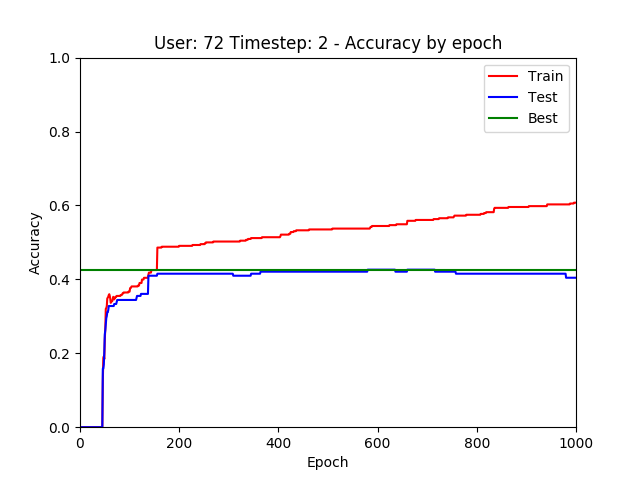 User: 72 Timestep: 2 - Accuracy by epoch
1.0
0.8
0.6
0.4
0.2
0.0
Accuracy
Train
Test
Best
0 200 400 600 800 1000
Epoch